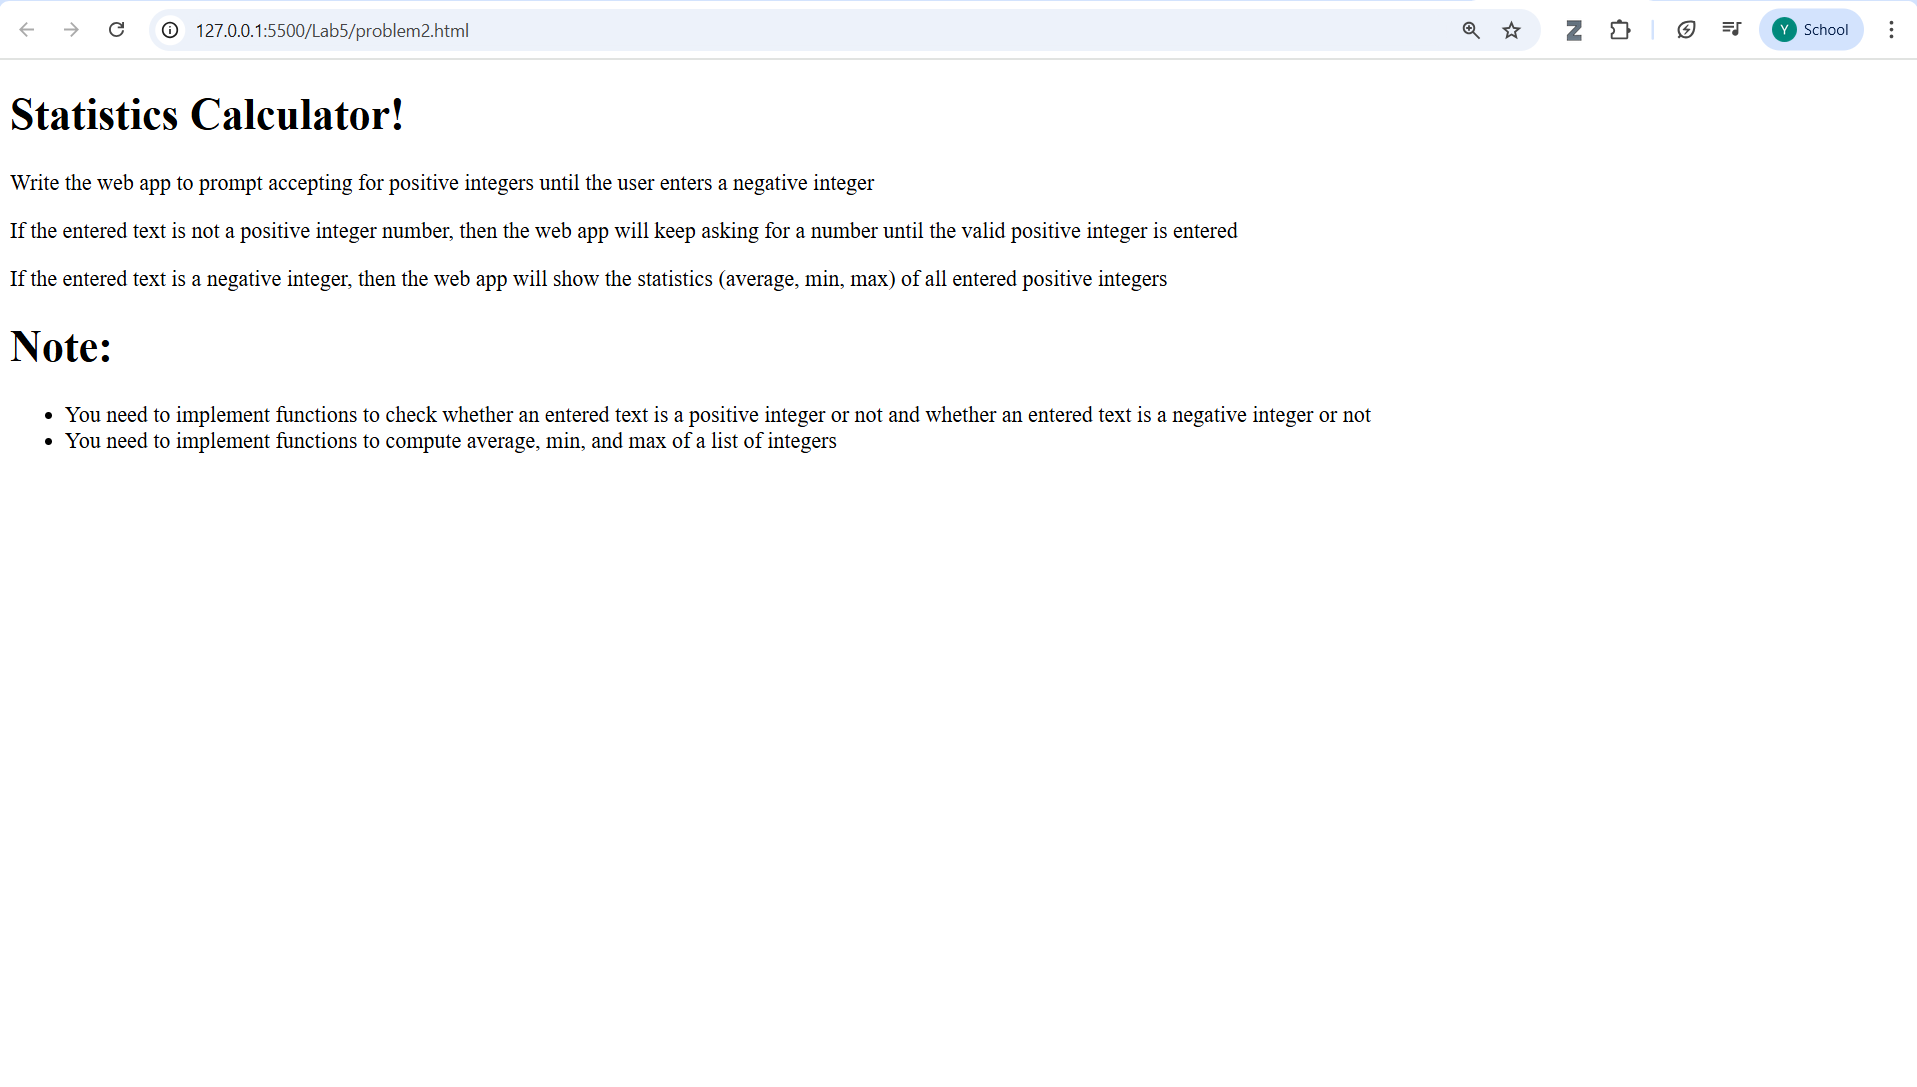 127.0.0.1:5500/Lab5/problem2.html
Y School
Statistics Calculator!
Write the web app to prompt accepting for positive integers until the user enters a negative integer
If the entered text is not a positive integer number, then the web app will keep asking for a number until the valid positive integer is entered
If the entered text is a negative integer, then the web app will show the statistics (average, min, max) of all entered positive integers
Note:
• You need to implement functions to check whether an entered text is a positive integer or not and whether an entered text is a negative integer or not
• You need to implement functions to compute average, min, and max of a list of integers